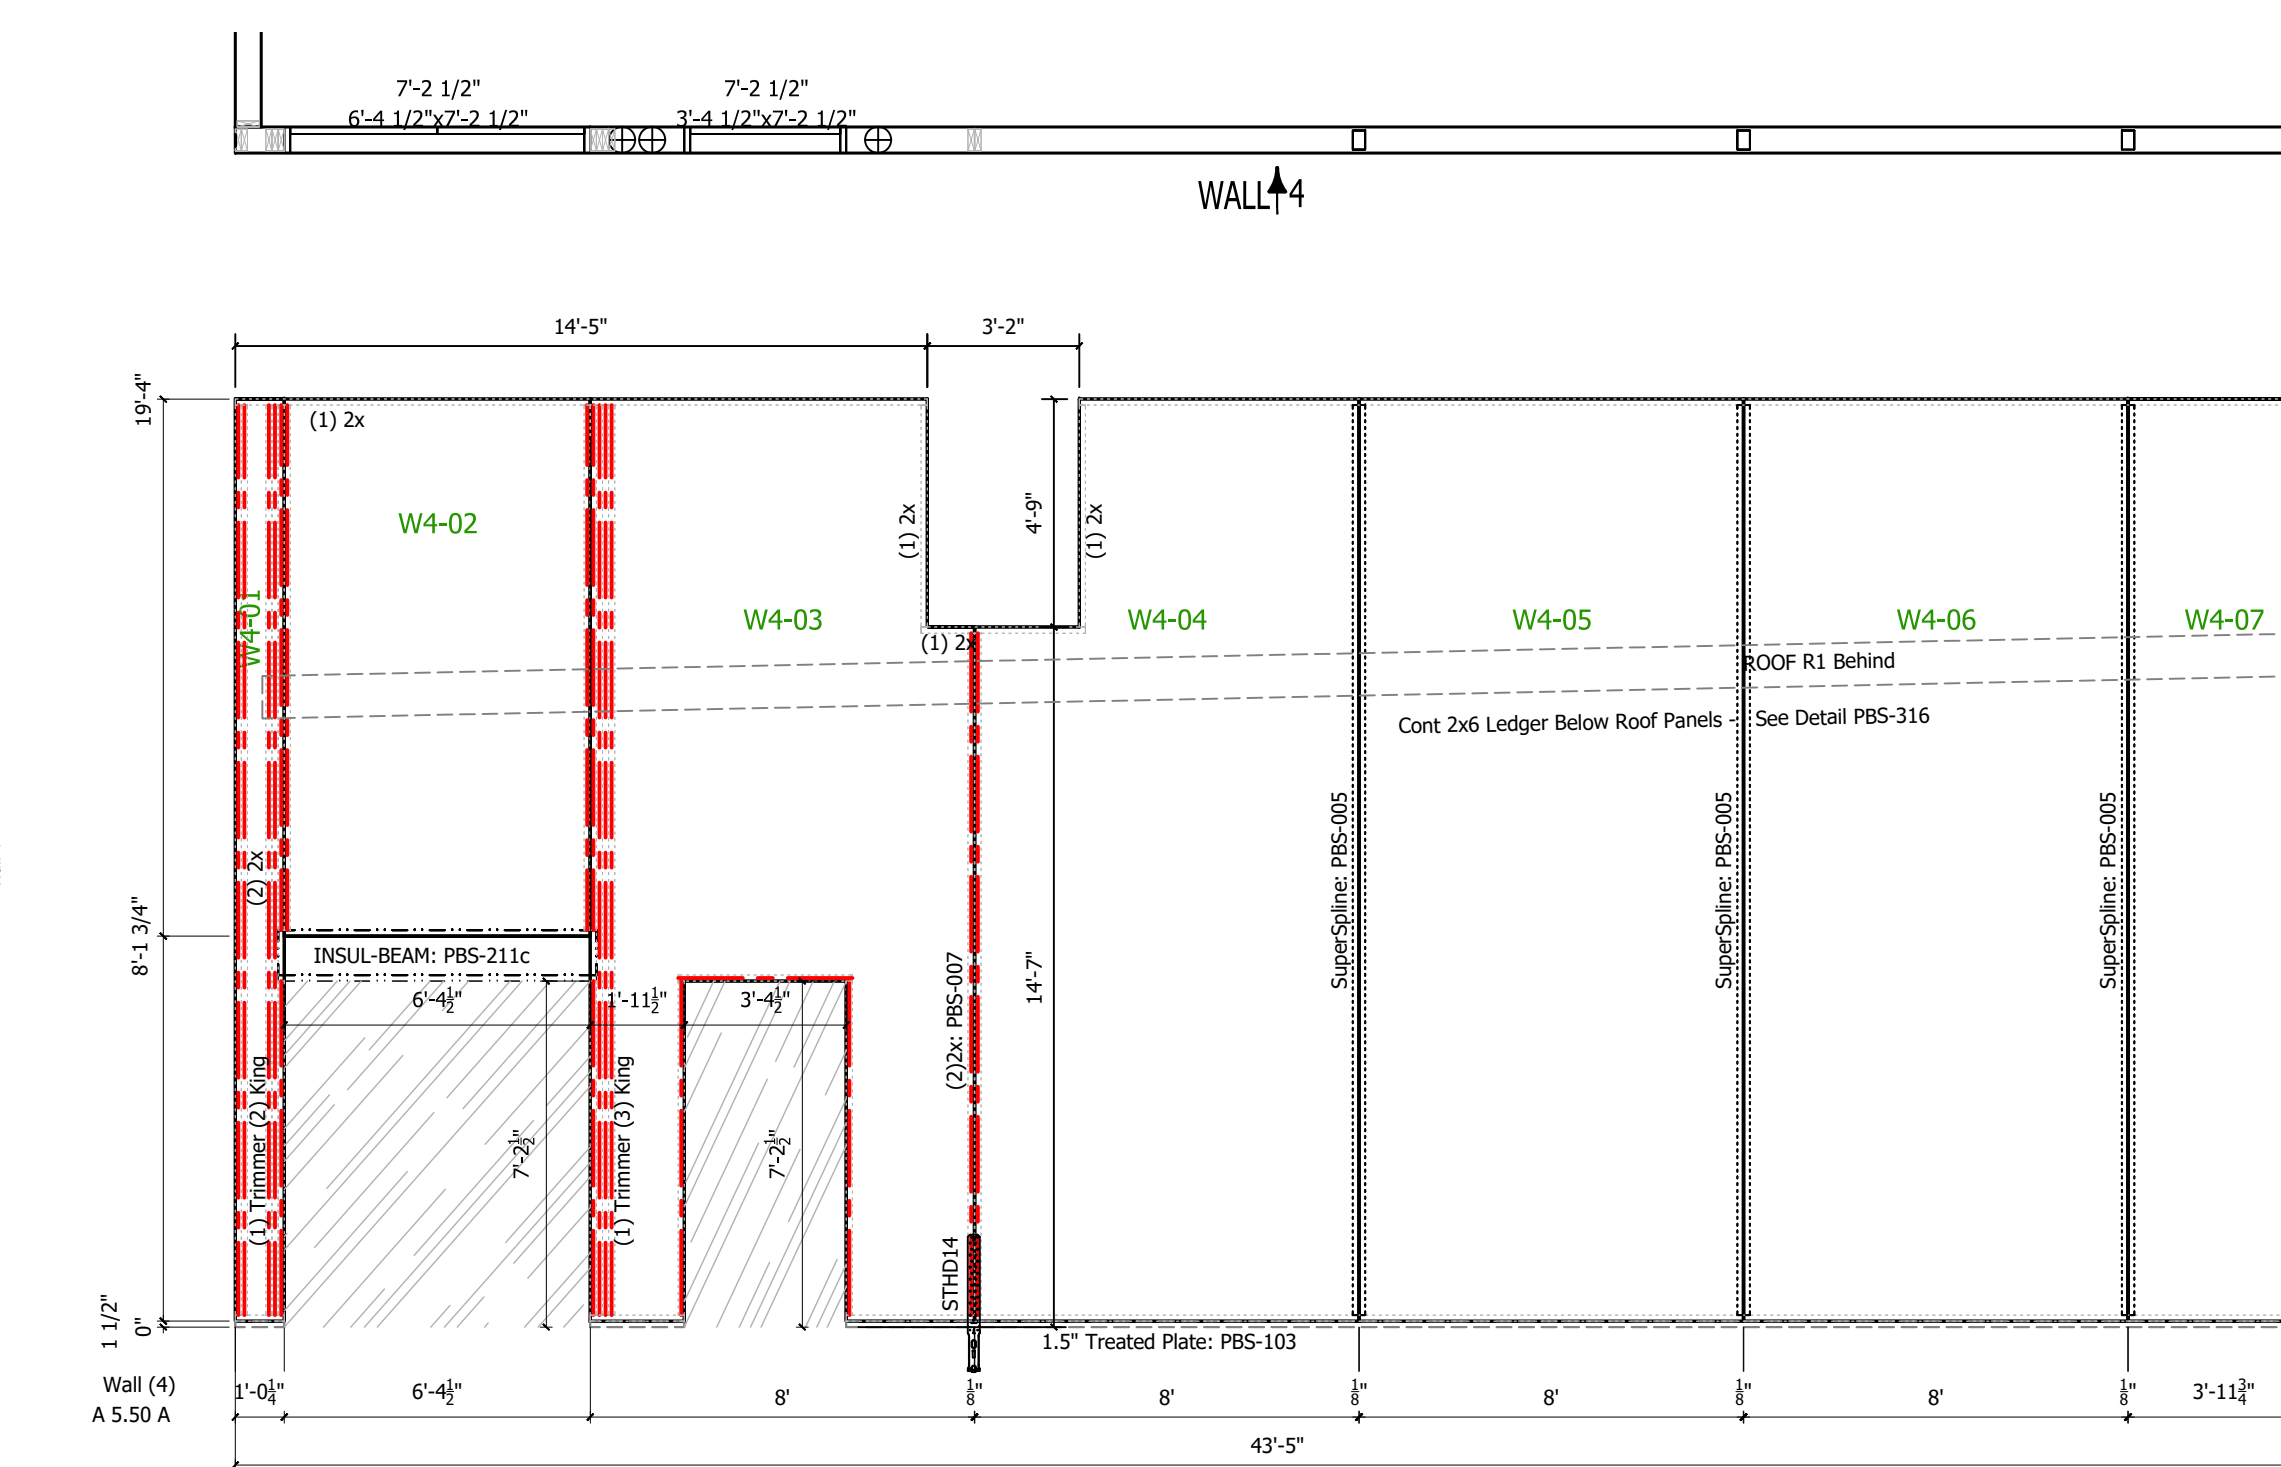 7'-2 1/2"
7'-2 1/2"
6'-4 1/2"x7'-2 1/2"
3'-4 1/2"x7'-2 1/2"
WALL 4
14'-5"
3'-2"
19'-4"
(1) 2x
W4-02
(1) 2x
4'-9"
(1) 2x
W4-01
W4-03
W4-04
W4-05
W4-06
W4-07
(1) 2x
ROOF R1 Behind
Cont 2x6 Ledger Below Roof Panels - See Detail PBS-316
(2) 2x
SuperSpline: PBS-005
SuperSpline: PBS-005
SuperSpline: PBS-005
8'-1 3/4"
INSUL-BEAM: PBS-211c
6'-4½"
1'-11½"
3'-4½"
(2)2x: PBS-007
14'-7"
(1) Trimmer (2) King
7'-2½"
(1) Trimmer (3) King
7'-2½"
STHD14
1 1/2"
0"
1.5" Treated Plate: PBS-103
Wall (4)
A 5.50 A
1'-0¼"
6'-4½"
8'
⅛"
8'
⅛"
8'
⅛"
8'
⅛"
3'-11¾"
43'-5"